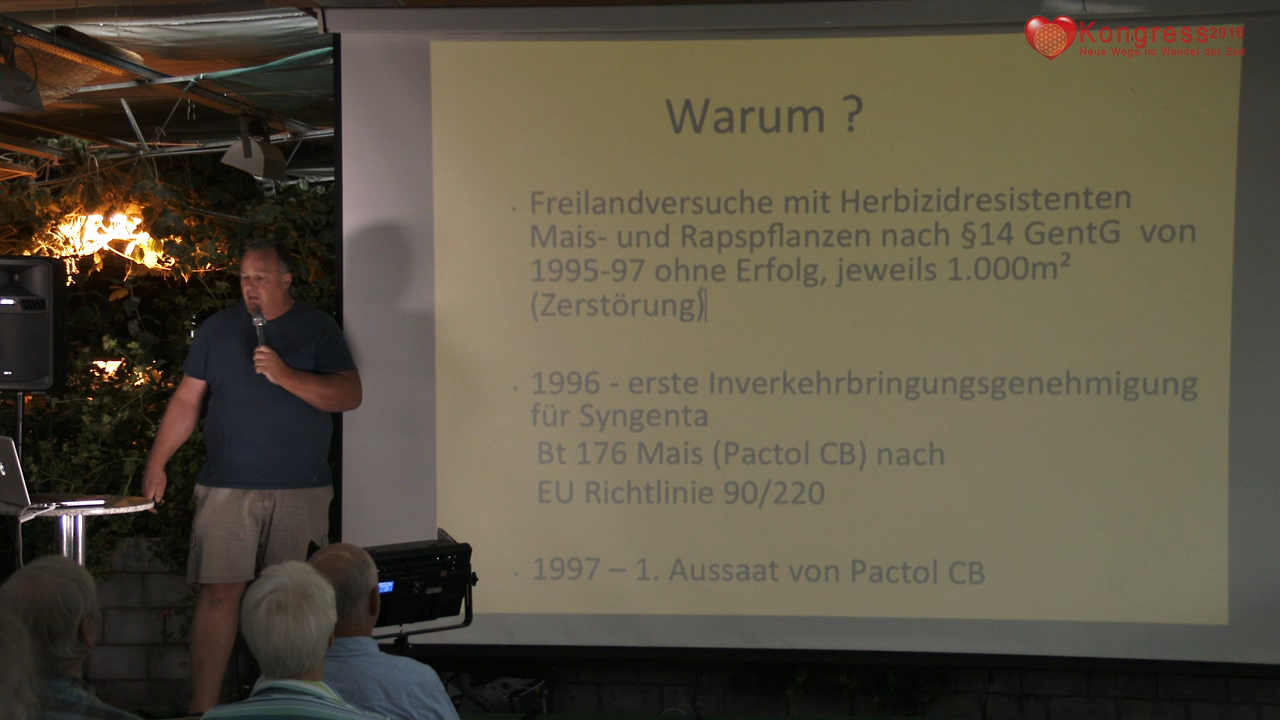 Kongress2016
Neue Wege im Wandel der Zeit
Warum ?
Freilandversuche mit Herbizidresistenten
Mais- und Rapspflanzen nach §14 GentG von
1995-97 ohne Erfolg, jeweils 1.000m²
(Zerstörung)
1996 - erste Inverkehrbringungsgenehmigung
für Syngenta
Bt 176 Mais (Pactol CB) nach
EU Richtlinie 90/220
1997 – 1. Aussaat von Pactol CB